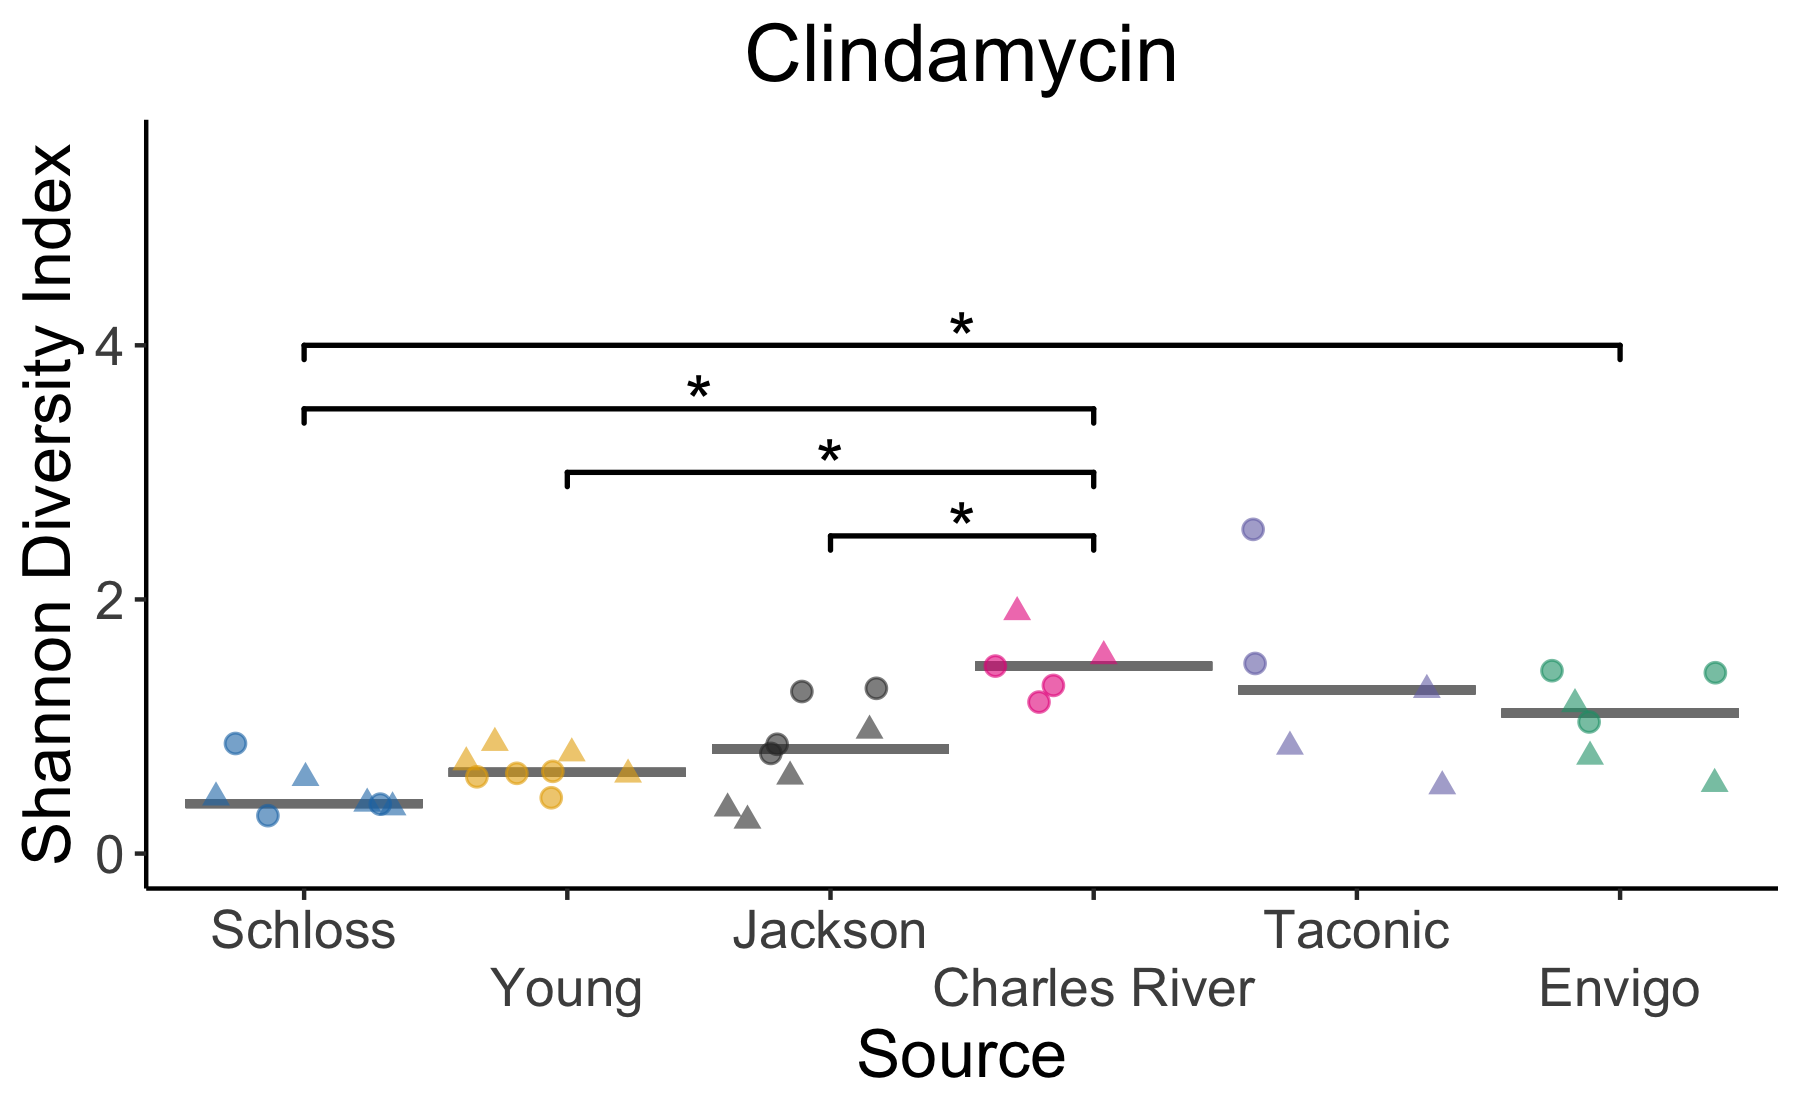 Clindamycin
Shannon Diversity Index
4
2
0
*
*
*
*
Schloss
Young
Jackson
Charles River
Taconic
Envigo
Source